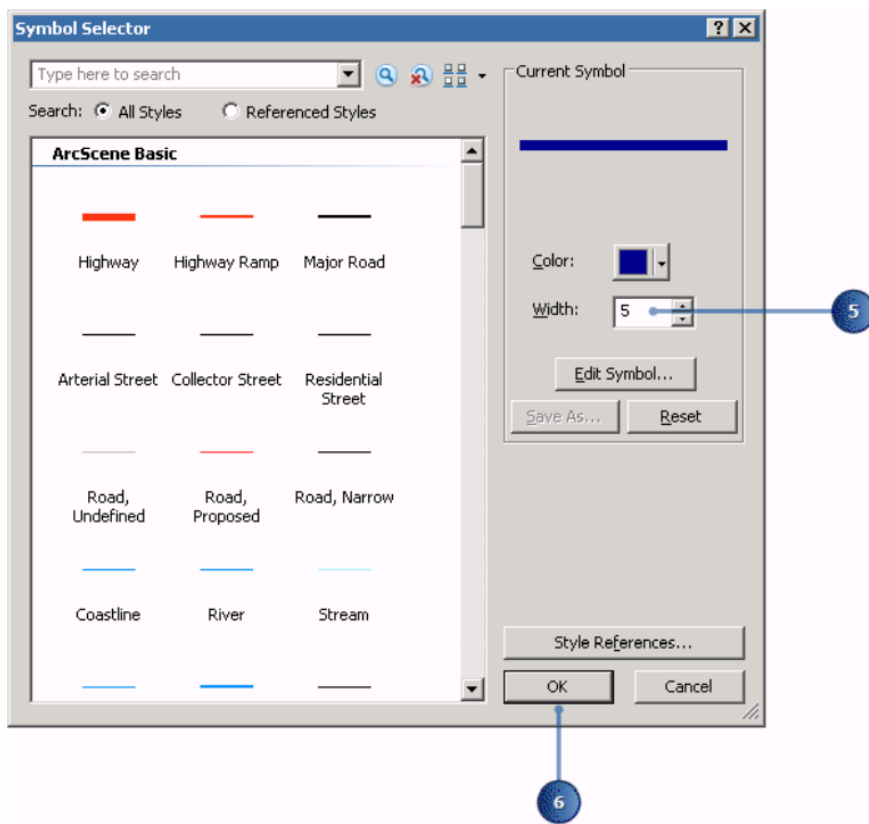 Symbol Selector
Type here to search
Search: All Styles Referenced Styles
ArcScene Basic
Highway Highway Ramp Major Road
Arterial Street Collector Street Residential
Street
Road,
Undefined
Road,
Proposed
Road, Narrow
Coastline River Stream
Current Symbol
Color:
Width: 5
5
Edit Symbol...
Save As... Reset
Style References...
OK Cancel
6